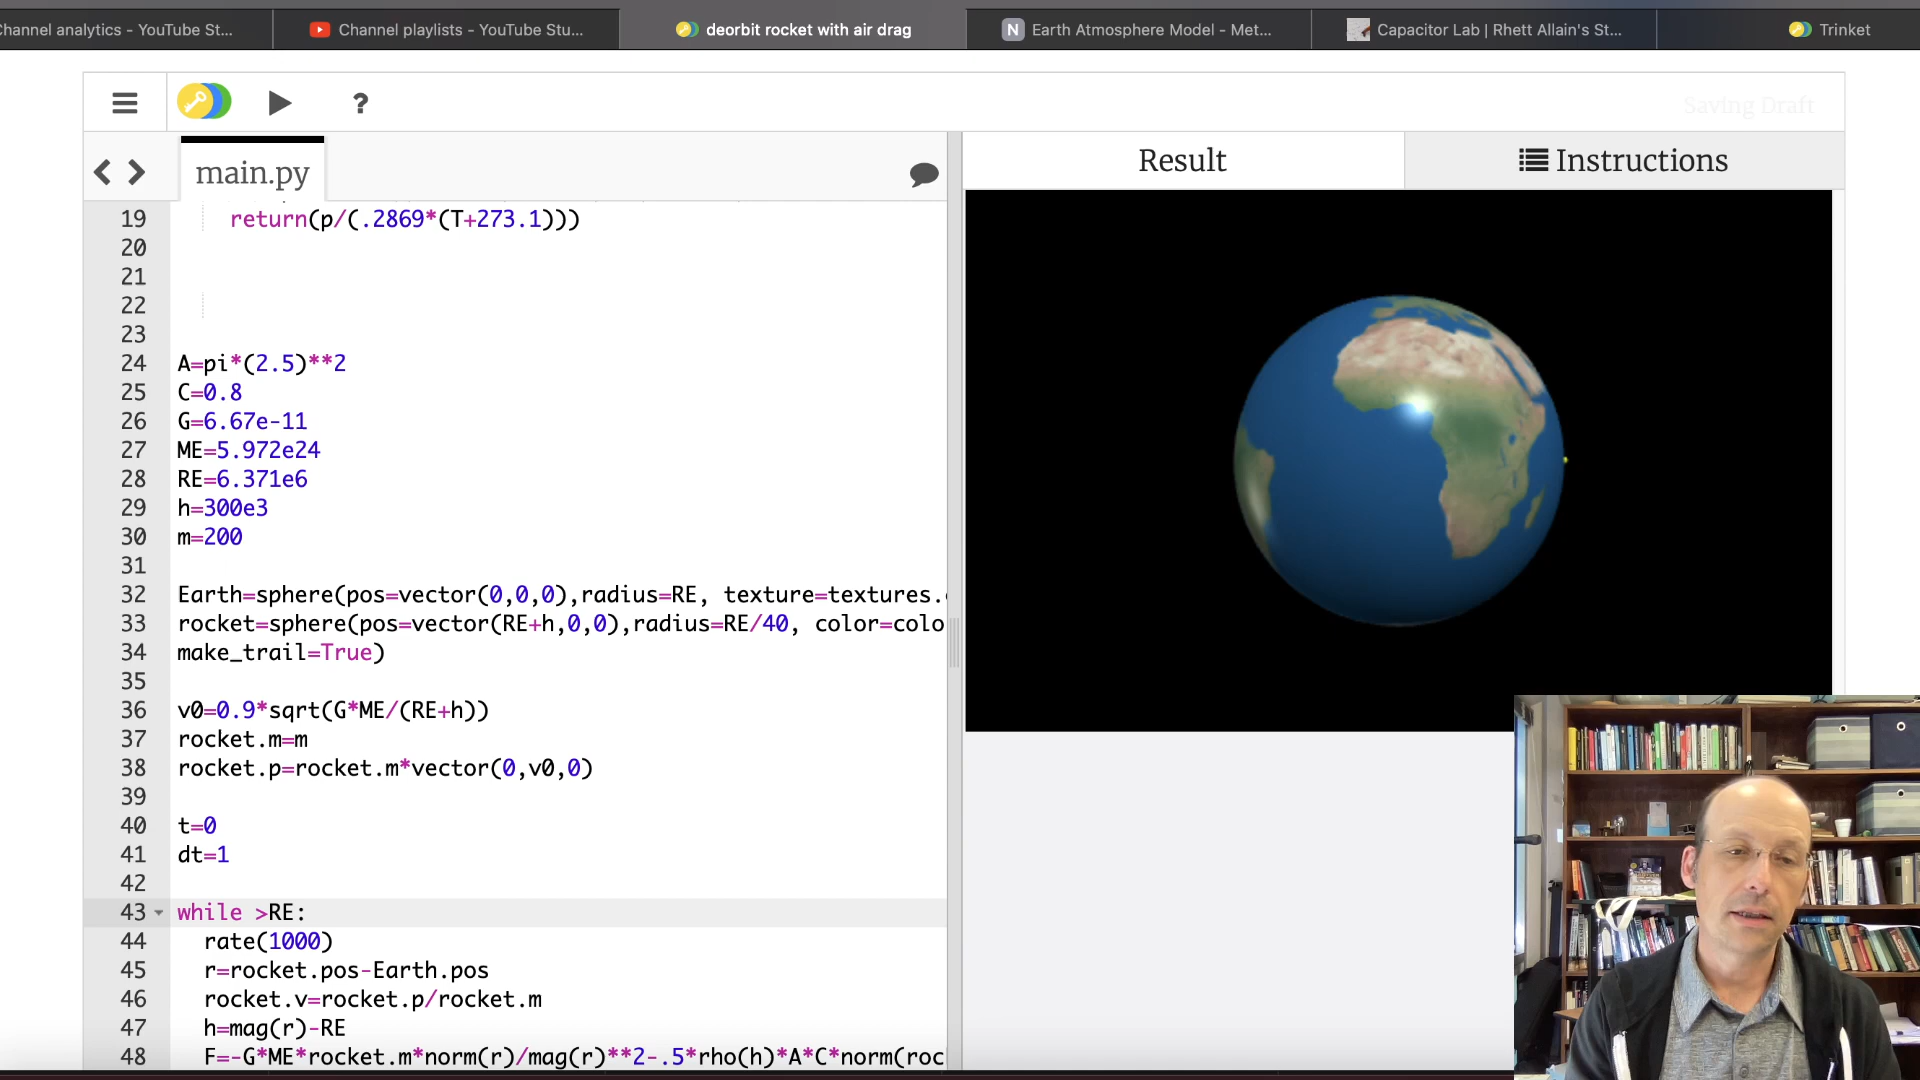 Channel analytics - YouTube St...
Channel playlists - YouTube Stu...
deorbit rocket with air drag
N Earth Atmosphere Model - Met...
Capacitor Lab | Rhett Allain's St...
Trinket
?
Saving Draft
main.py
Result
Instructions
19 return(p/(.2869*(T+273.1)))
20
21
22
23
24 A=pi*(2.5)**2
25 C=0.8
26 G=6.67e-11
27 ME=5.972e24
28 RE=6.371e6
29 h=300e3
30 m=200
31
32 Earth=sphere(pos=vector(0,0,0),radius=RE, texture=textures.
33 rocket=sphere(pos=vector(RE+h,0,0),radius=RE/40, color=colo
34 make_trail=True)
35
36 v0=0.9*sqrt(G*ME/(RE+h))
37 rocket.m=m
38 rocket.p=rocket.m*vector(0,v0,0)
39
40 t=0
41 dt=1
42
43 while >RE:
44 rate(1000)
45 r=rocket.pos-Earth.pos
46 rocket.v=rocket.p/rocket.m
47 h=mag(r)-RE
48 F=-G*ME*rocket.m*norm(r)/mag(r)**2-.5*rho(h)*A*C*norm(roc